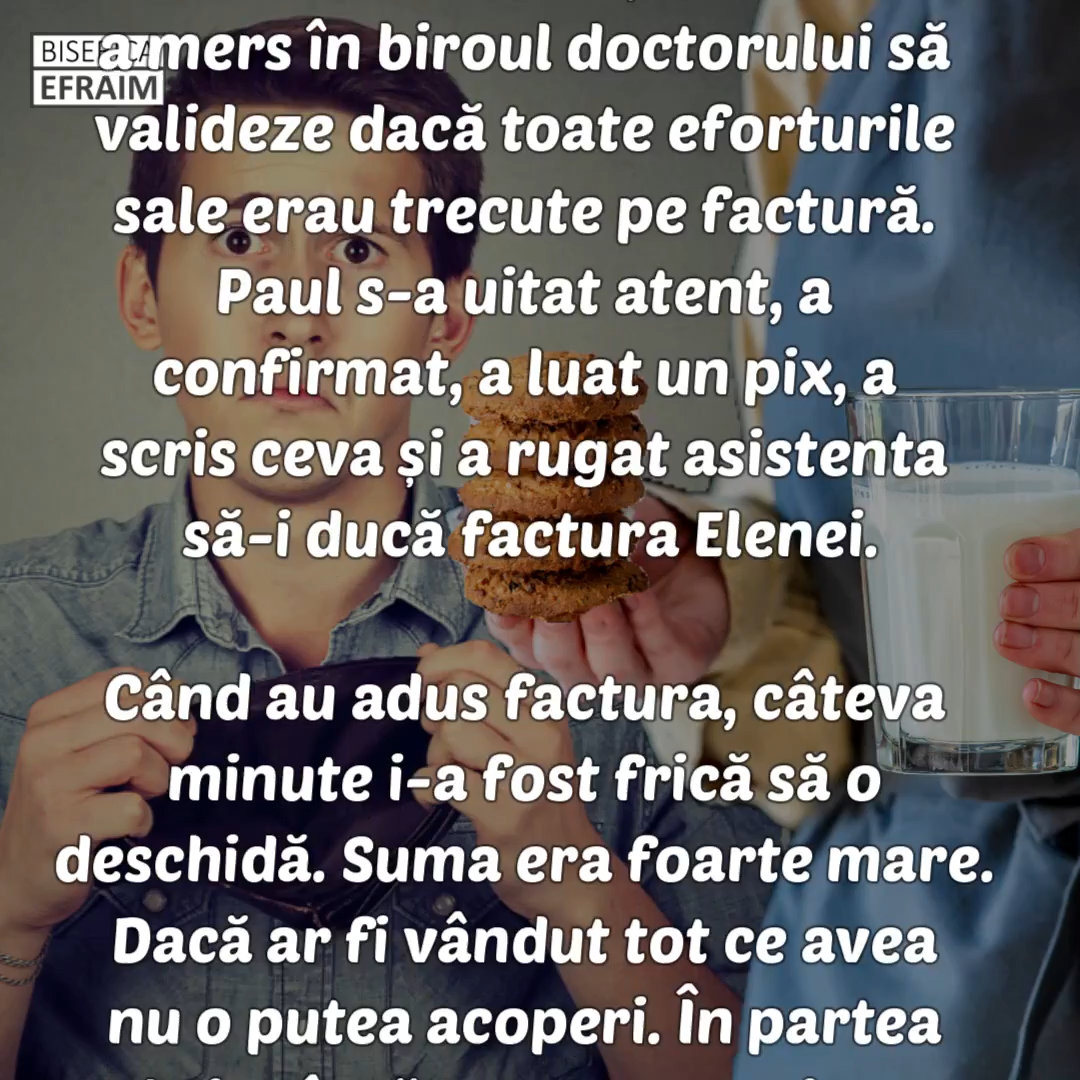 BISERICA
EFRAIM
a mers în biroul doctorului să
valideze dacă toate eforturile
sale erau trecute pe factură.
Paul s-a uitat atent, a
confirmat, a luat un pix, a
scris ceva și a rugat asistenta
să-i ducă factura Elenei.
Când au adus factura, câteva
minute i-a fost frică să o
deschidă. Suma era foarte mare.
Dacă ar fi vândut tot ce avea
nu o putea acoperi. În partea